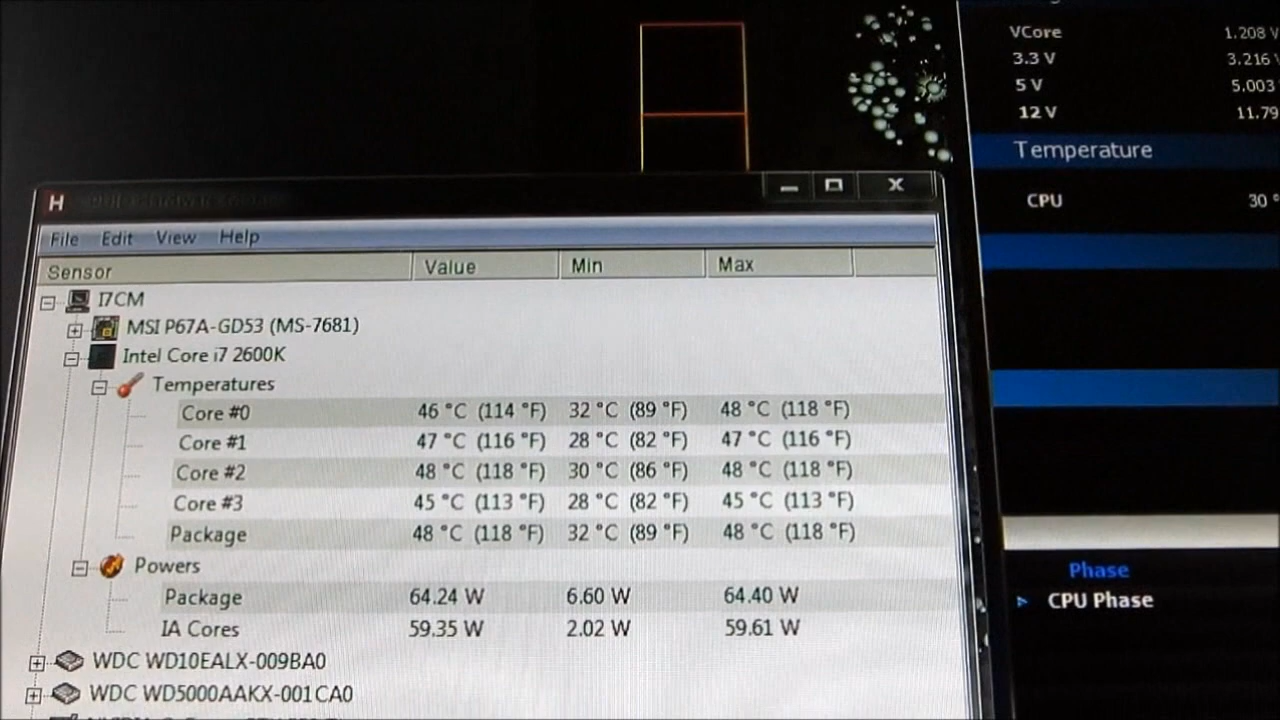 VCore 1.208 V
3.3 V 3.216
5 V 5.003
12 V 11.79
Temperature
CPU 30 °
H
File Edit View Help
Sensor Value Min Max
I7CM
MSI P67A-GD53 (MS-7681)
Intel Core i7 2600K
Temperatures
Core #0 46 °C (114 °F) 32 °C (89 °F) 48 °C (118 °F)
Core #1 47 °C (116 °F) 28 °C (82 °F) 47 °C (116 °F)
Core #2 48 °C (118 °F) 30 °C (86 °F) 48 °C (118 °F)
Core #3 45 °C (113 °F) 28 °C (82 °F) 45 °C (113 °F)
Package 48 °C (118 °F) 32 °C (89 °F) 48 °C (118 °F)
Powers
Package 64.24 W 6.60 W 64.40 W
IA Cores 59.35 W 2.02 W 59.61 W
WDC WD10EALX-009BA0
WDC WD5000AAKX-001CA0
Phase
CPU Phase